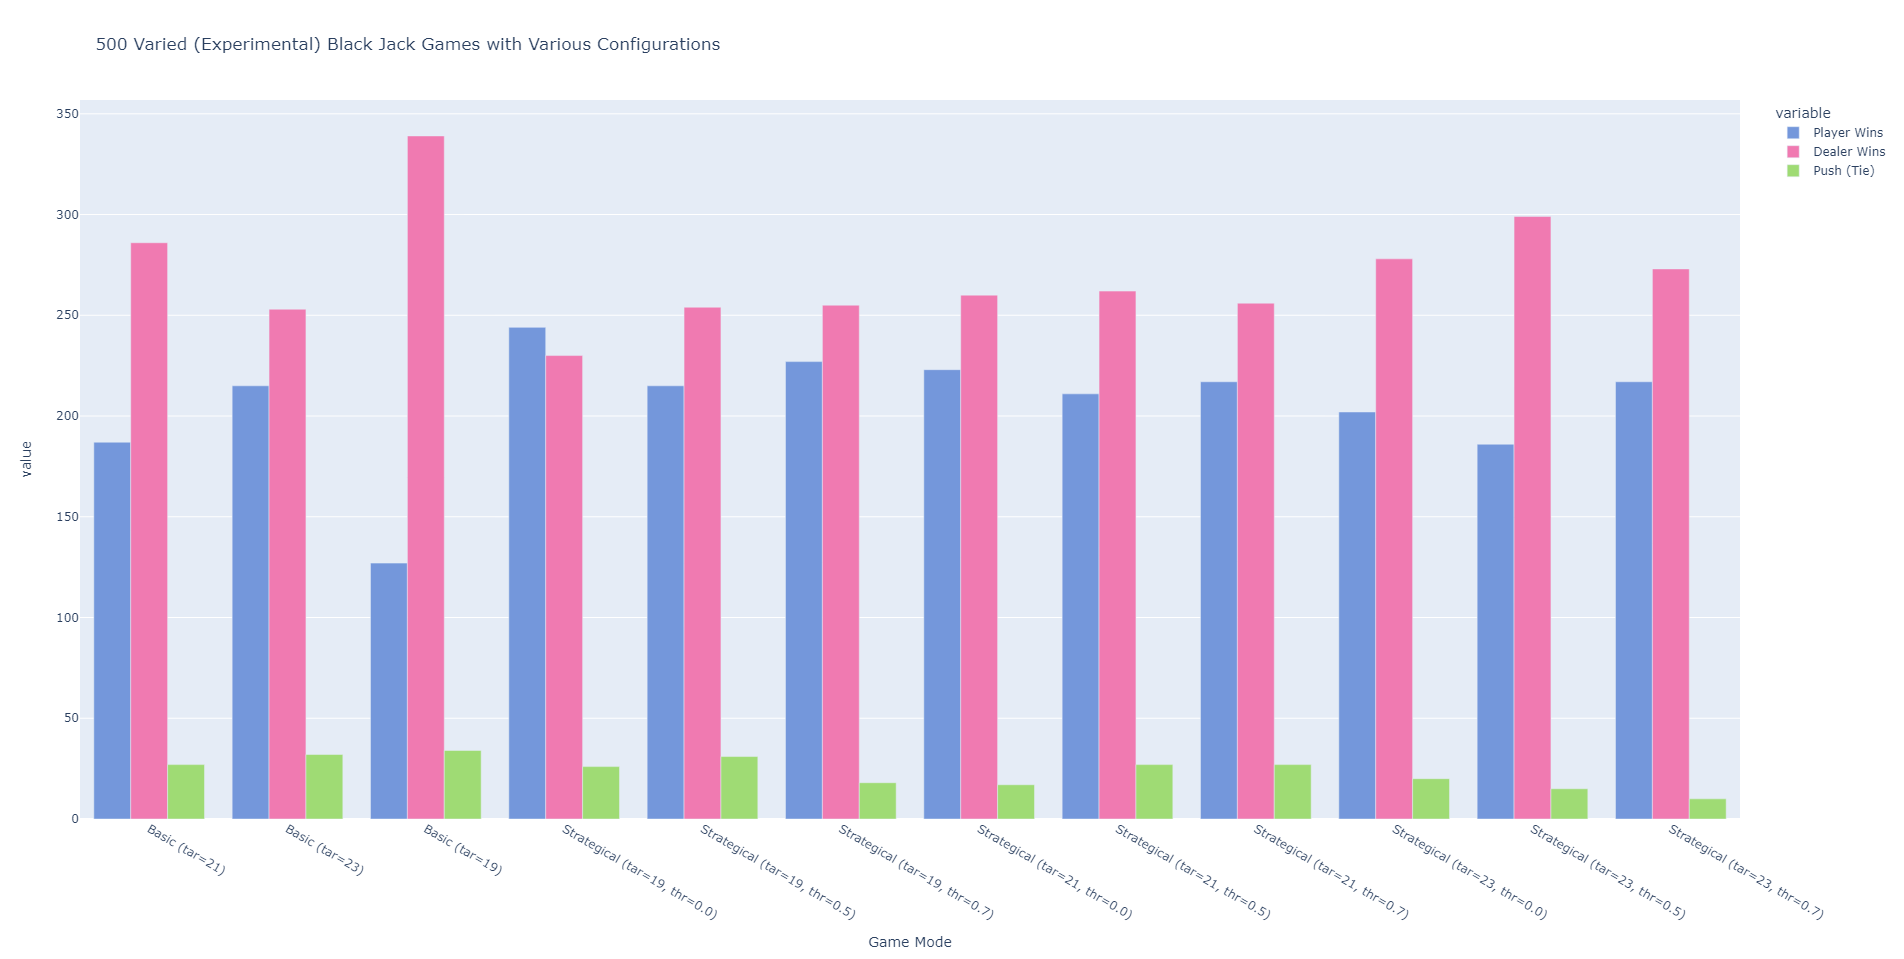 500 Varied (Experimental) Black Jack Games with Various Configurations
variable
Player Wins
Dealer Wins
Push (Tie)
value
350
300
250
200
150
100
50
0
Basic (tar=21)
Basic (tar=23)
Basic (tar=19)
Strategical (tar=19, thr=0.0)
Strategical (tar=19, thr=0.5)
Strategical (tar=19, thr=0.7)
Strategical (tar=21, thr=0.0)
Strategical (tar=21, thr=0.5)
Strategical (tar=21, thr=0.7)
Strategical (tar=23, thr=0.0)
Strategical (tar=23, thr=0.5)
Strategical (tar=23, thr=0.7)
Game Mode